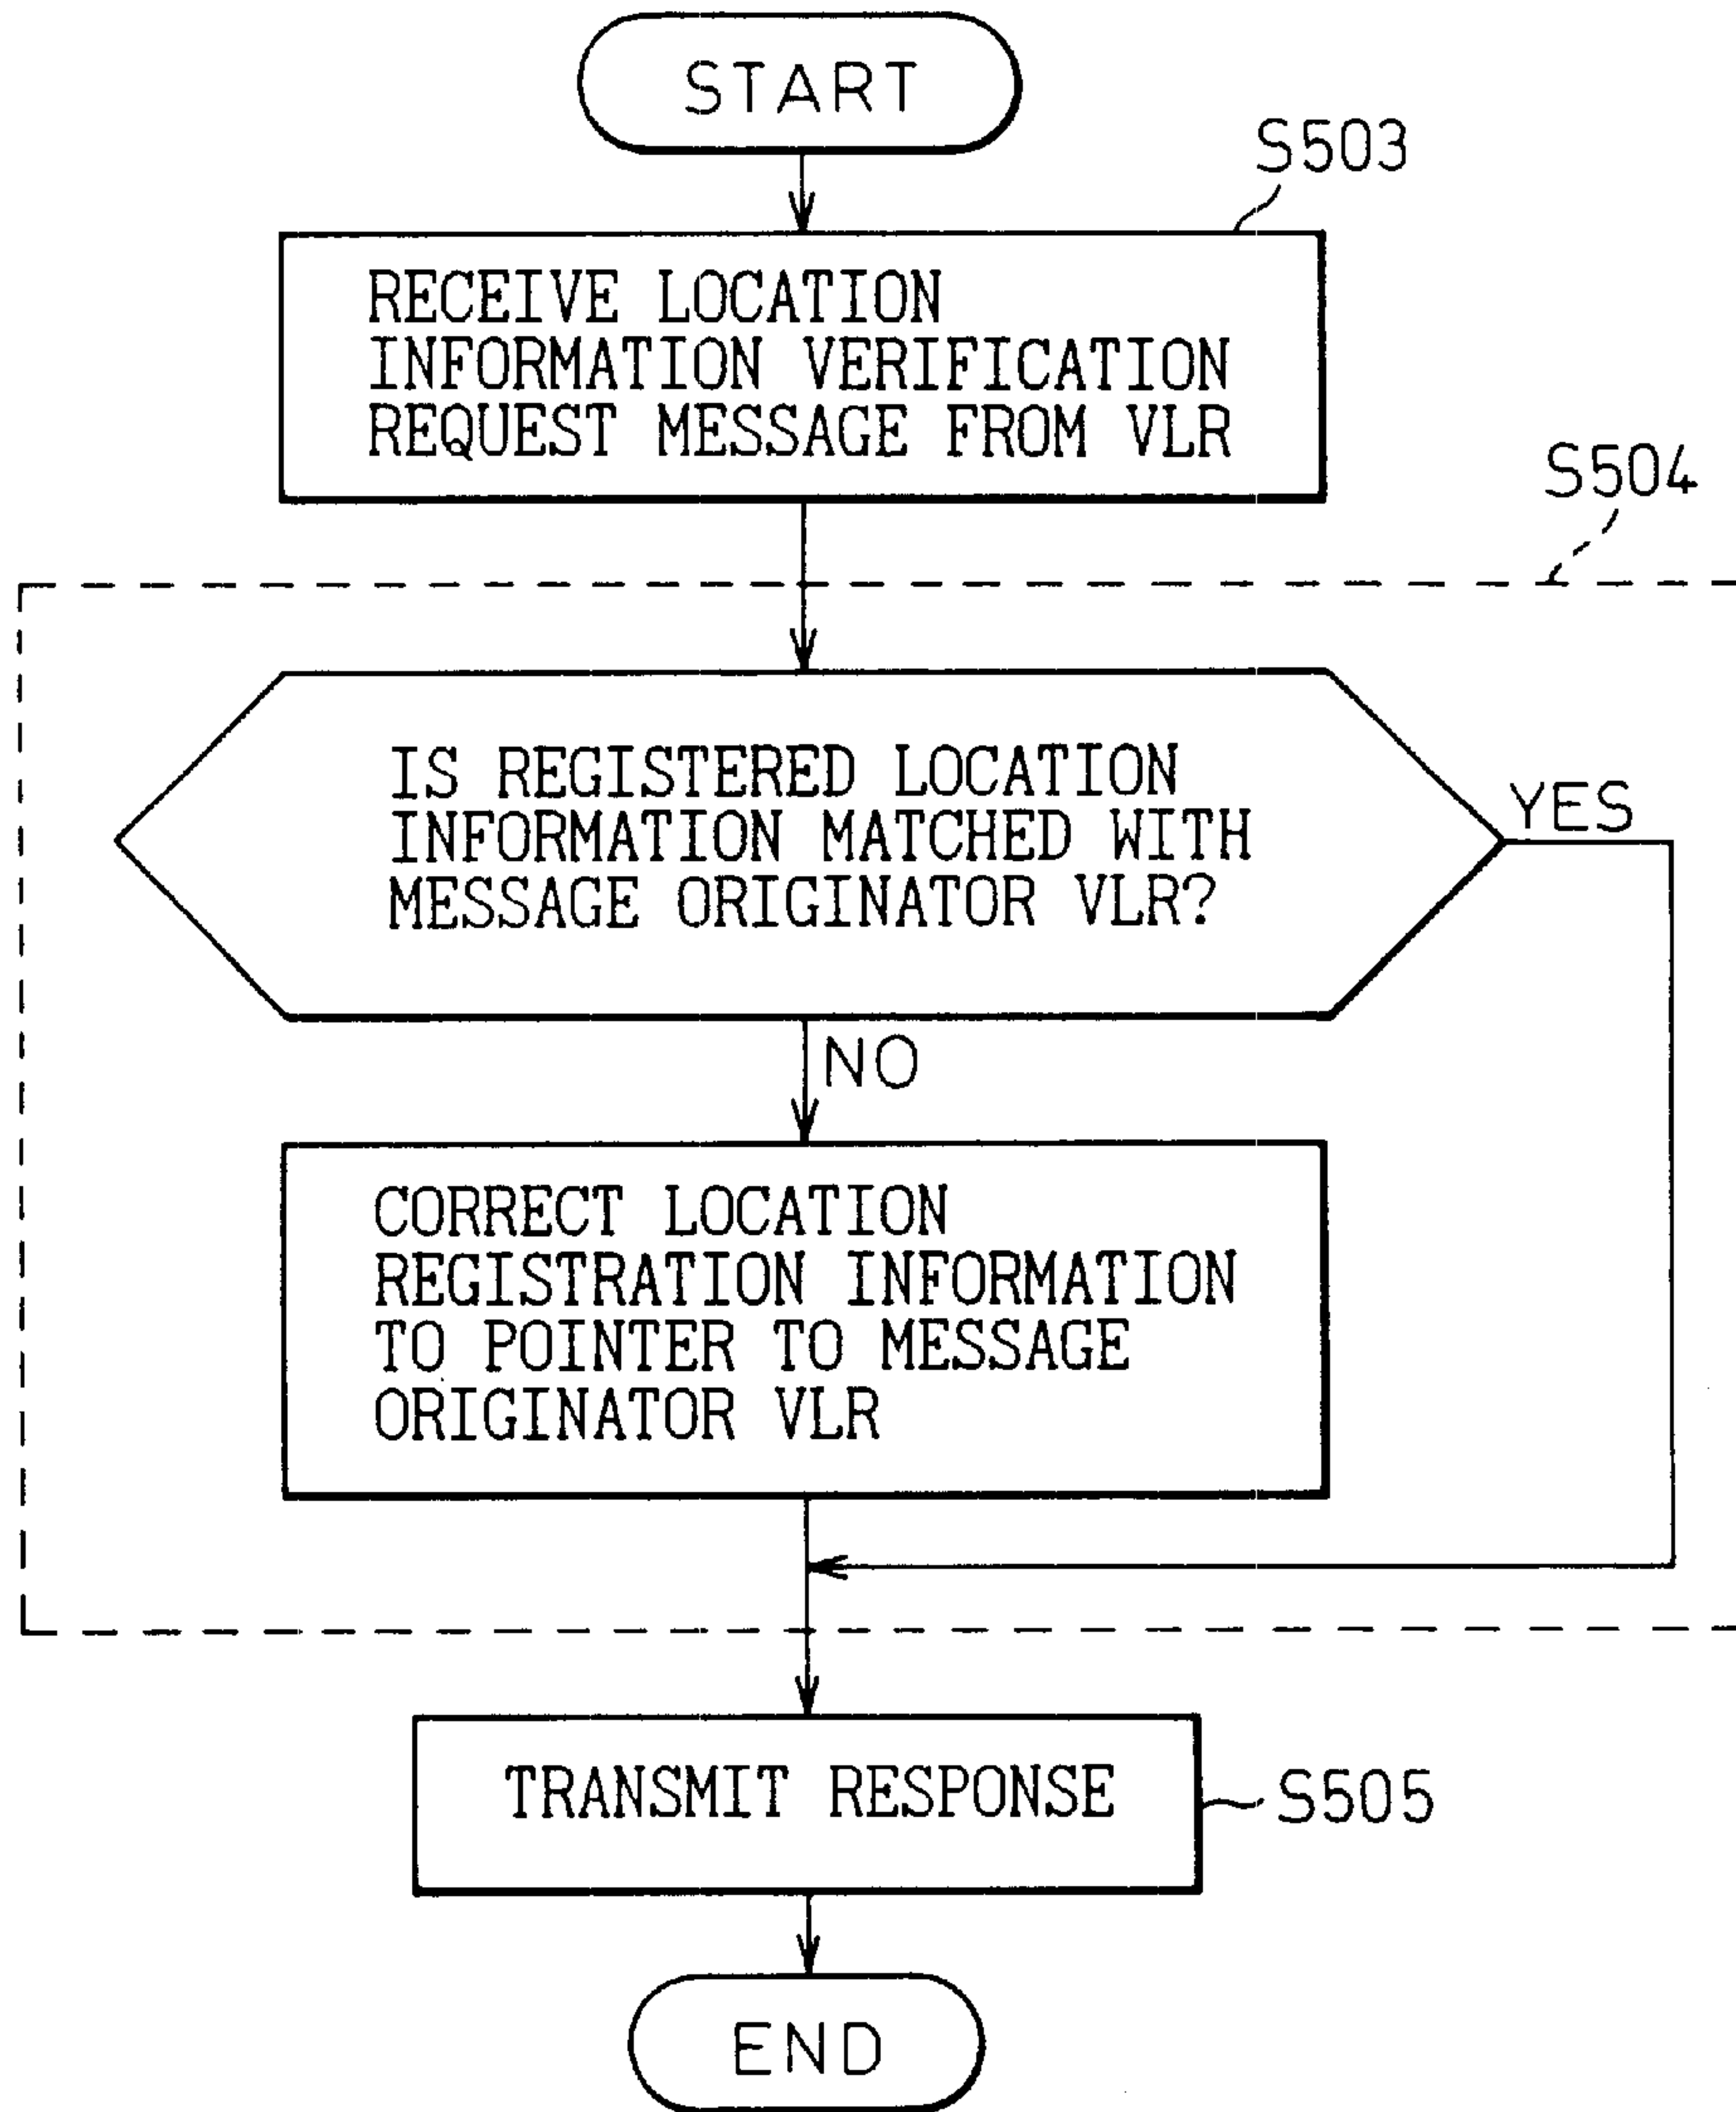 START
S503
RECEIVE LOCATION
INFORMATION VERIFICATION
REQUEST MESSAGE FROM VLR
S504
IS REGISTERED LOCATION
INFORMATION MATCHED WITH
MESSAGE ORIGINATOR VLR?
YES
NO
CORRECT LOCATION
REGISTRATION INFORMATION
TO POINTER TO MESSAGE
ORIGINATOR VLR
TRANSMIT RESPONSE
S505
END